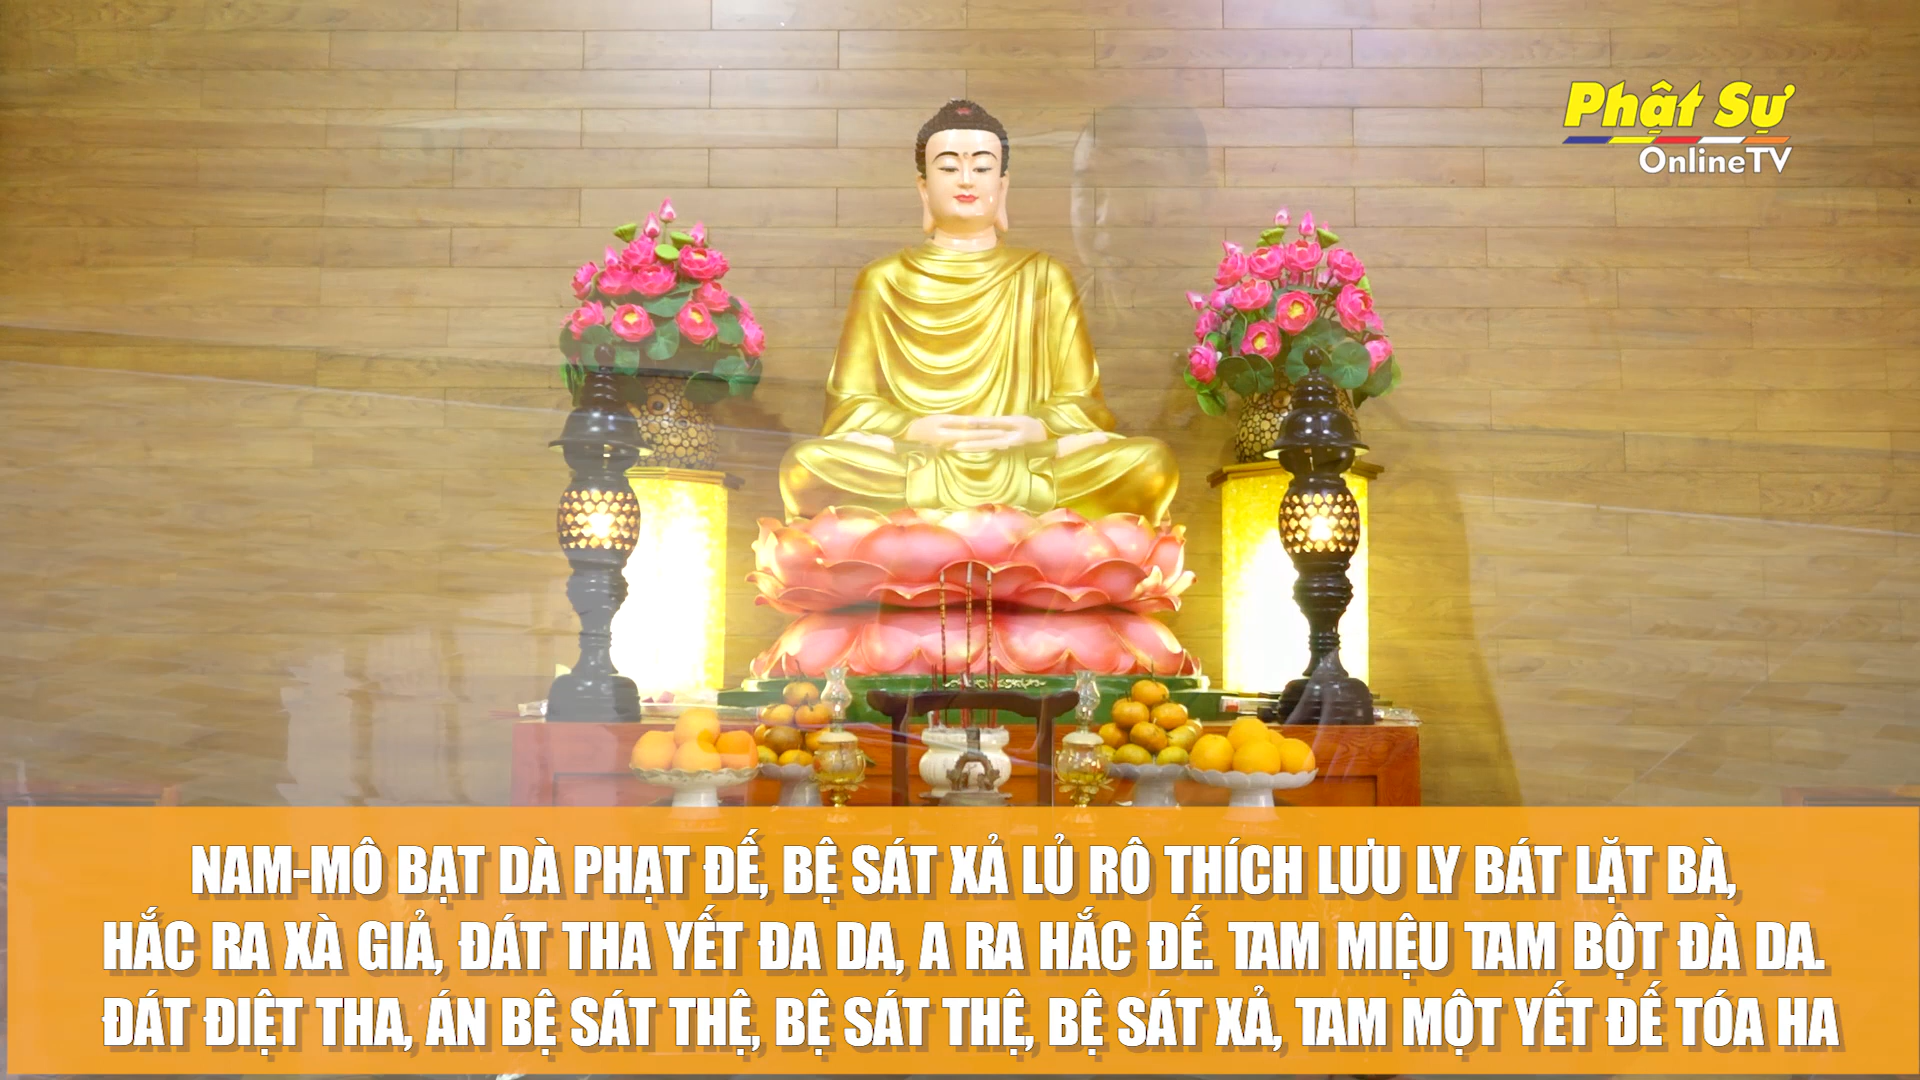 Phật Sự
OnlineTV
NAM-MÔ BẠT DÀ PHẠT ĐẾ, BỆ SÁT XẢ LỦ RÔ THÍCH LƯU LY BÁT LẶT BÀ,
HẮC RA XÀ GIẢ, ĐÁT THA YẾT ĐA DA, A RA HẮC ĐẾ. TAM MIỆU TAM BỘT ĐÀ DA.
ĐÁT ĐIỆT THA, ÁN BỆ SÁT THỆ, BỆ SÁT THỆ, BỆ SÁT XẢ, TAM MỘT YẾT ĐẾ TÓA HA